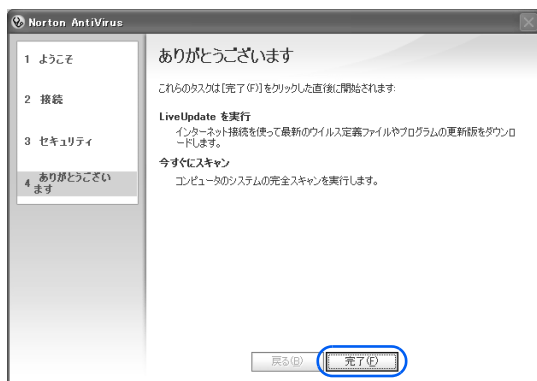 Norton AntiVirus
1 ようこそ
2 接続
3 セキュリティ
4 ありがとうござい
ます
ありがとうございます
これらのタスクは[完了(F)]をクリックした直後に開始されます:
LiveUpdate を実行
インターネット接続を使って最新のウイルス定義ファイルやプログラムの更新版をダウンロ
ードします。
今すぐにスキャン
コンピュータのシステムの完全スキャンを実行します。
戻る(B)
完了(F)